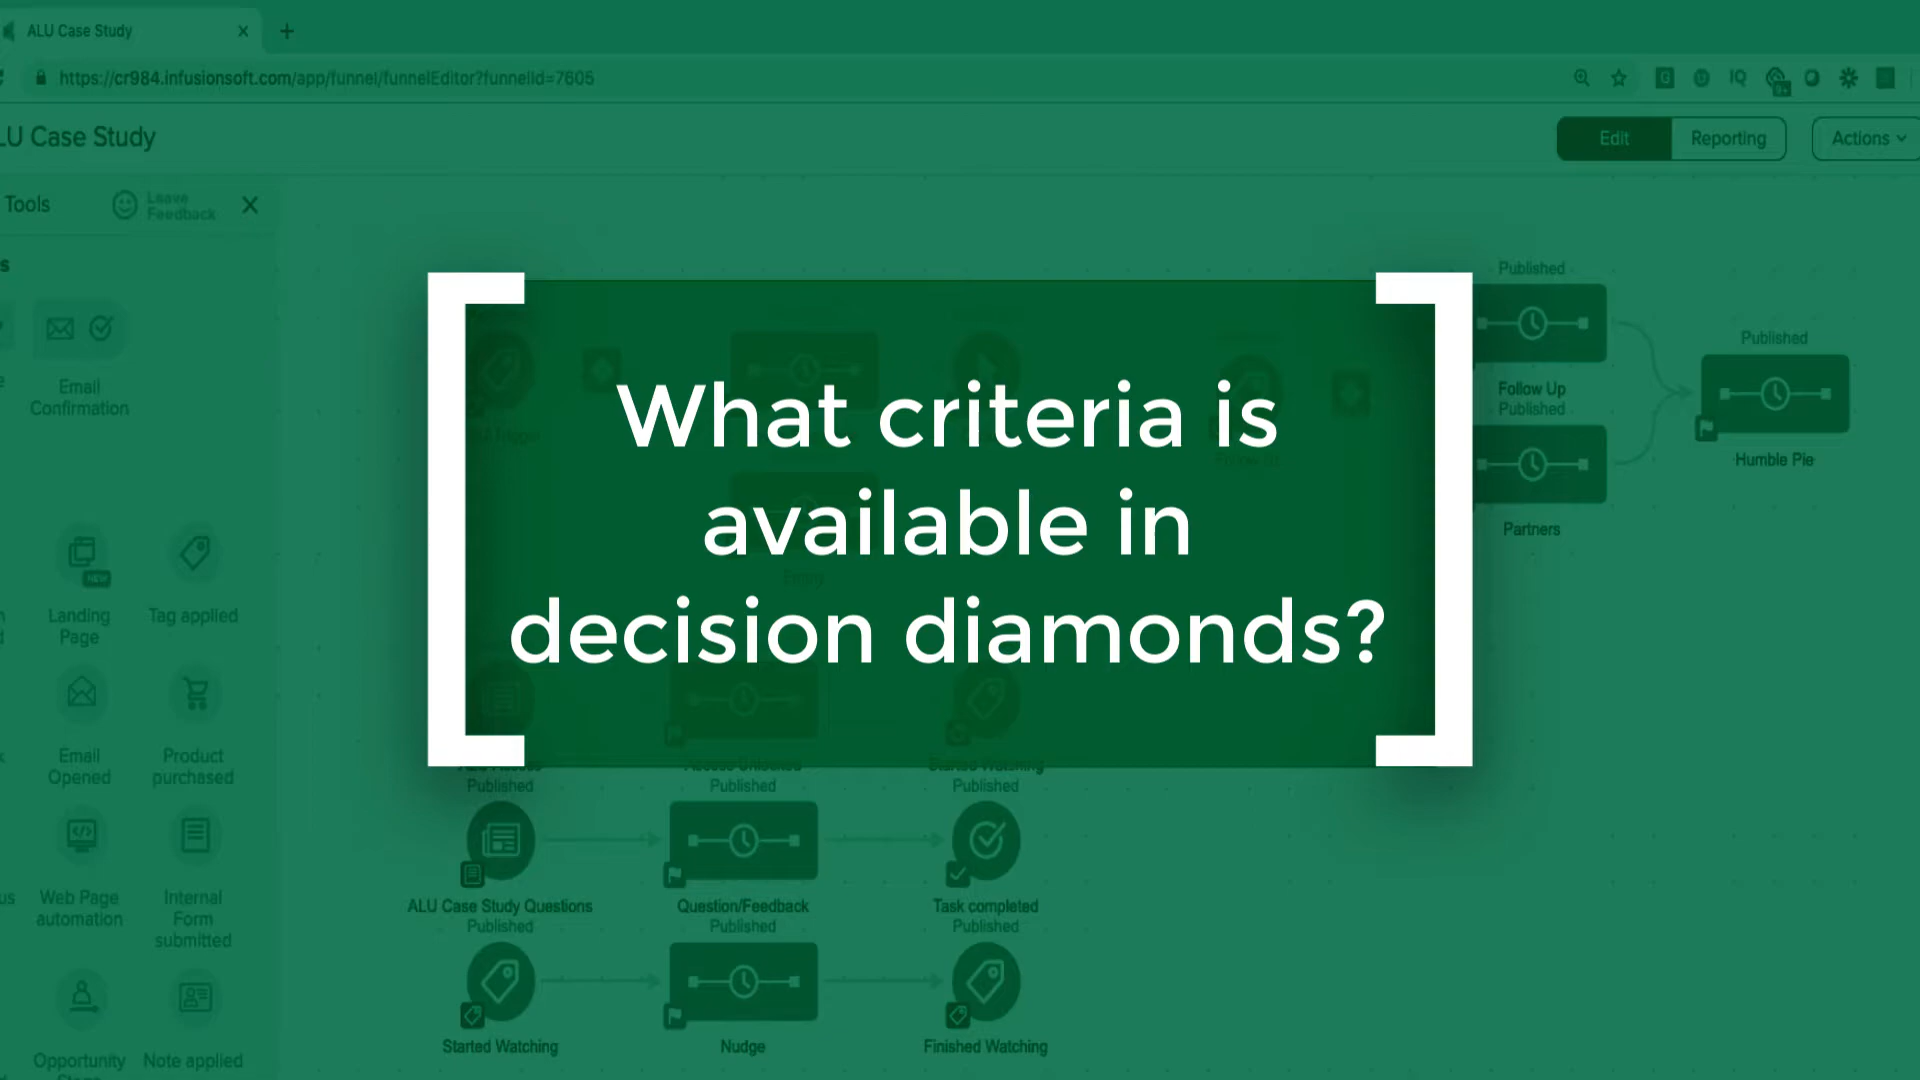 ALU Case Study
https://cr984.infusionsoft.com/app/funnel/funnelEditor?funnelId=7605
LU Case Study
Edit
Reporting
Actions
Tools
Leave
Feedback
Published
Published
Email
Confirmation
Follow Up
Published
Humble Pie
Partners
What criteria is
available in
decision diamonds?
Landing
Page
NEW
Tag applied
Email
Opened
Product
purchased
Published
Published
Started Watching
Published
Web Page
automation
Internal
Form
submitted
ALU Case Study Questions
Published
Question/Feedback
Published
Task completed
Published
Started Watching
Nudge
Finished Watching
Opportunity
Note applied